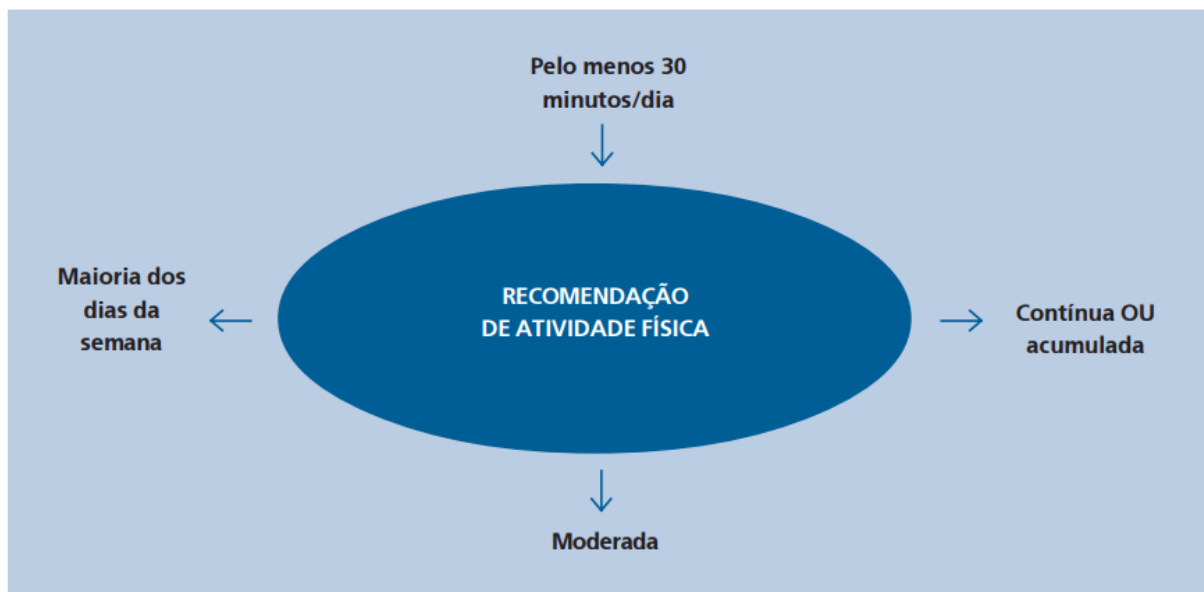 Pelo menos 30
minutos/dia
Maioria dos
dias da
semana
RECOMENDAÇÃO
DE ATIVIDADE FÍSICA
Contínua OU
acumulada
Moderada